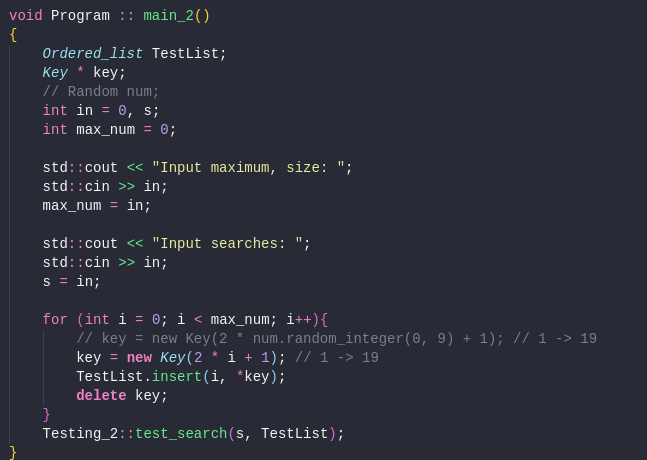 void Program :: main_2()
{
    Ordered_list TestList;
    Key * key;
    // Random num;
    int in = 0, s;
    int max_num = 0;

    std::cout << "Input maximum, size: ";
    std::cin >> in;
    max_num = in;

    std::cout << "Input searches: ";
    std::cin >> in;
    s = in;

    for (int i = 0; i < max_num; i++){
        // key = new Key(2 * num.random_integer(0, 9) + 1); // 1 -> 19
        key = new Key(2 * i + 1); // 1 -> 19
        TestList.insert(i, *key);
        delete key;
    }
    Testing_2::test_search(s, TestList);
}